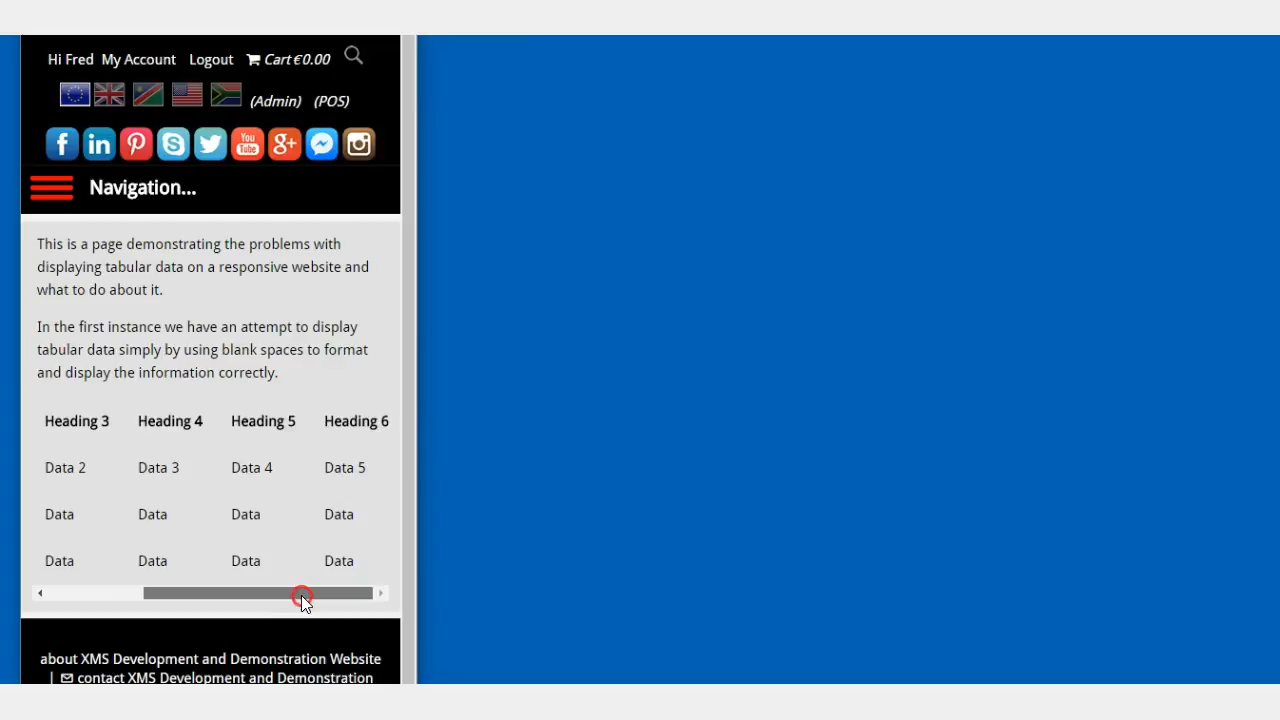 Hi Fred My Account Logout Cart €0.00
(Admin) (POS)
f in You Tube g+
Navigation...
This is a page demonstrating the problems with
displaying tabular data on a responsive website and
what to do about it.
In the first instance we have an attempt to display
tabular data simply by using blank spaces to format
and display the information correctly.
Heading 3 Heading 4 Heading 5 Heading 6
Data 2 Data 3 Data 4 Data 5
Data Data Data Data
Data Data Data Data
about XMS Development and Demonstration Website
| contact XMS Development and Demonstration